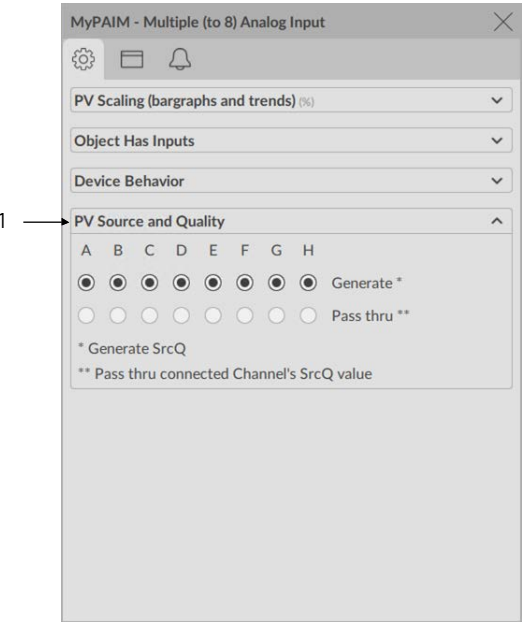 MyPAIM - Multiple (to 8) Analog Input
PV Scaling (bargraphs and trends) (%)
Object Has Inputs
Device Behavior
1
PV Source and Quality
A B C D E F G H
Generate *
Pass thru **
* Generate SrcQ
** Pass thru connected Channel's SrcQ value